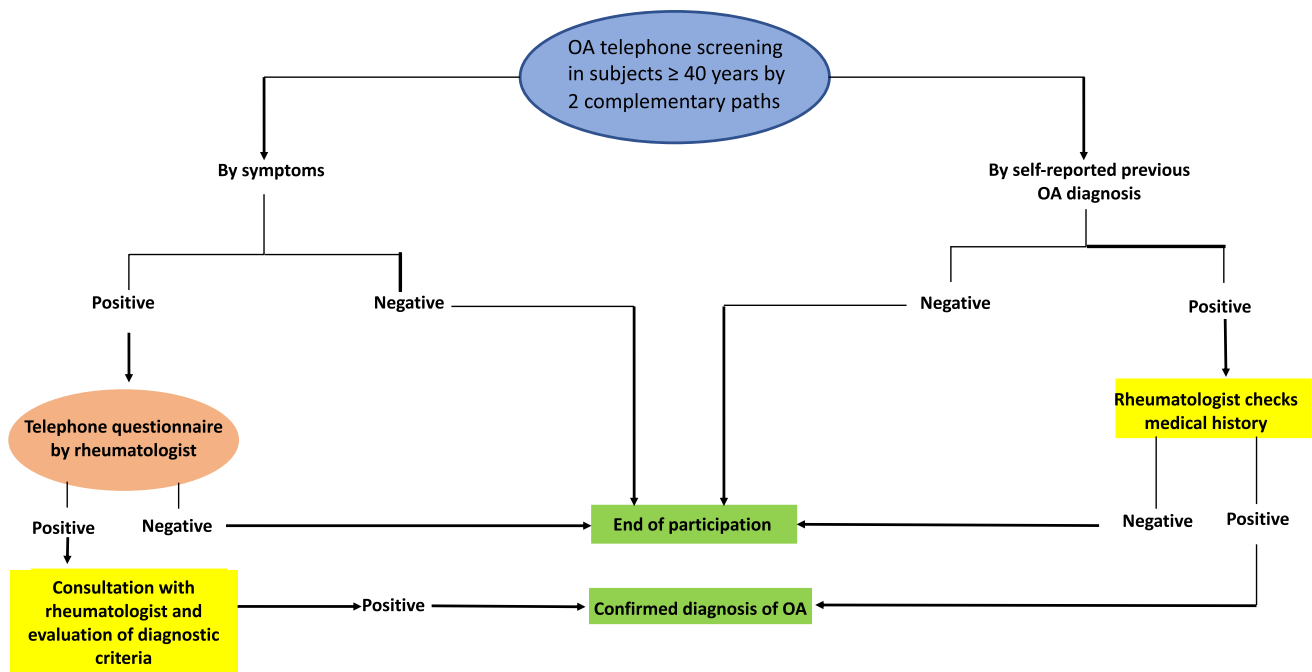 OA telephone screening
in subjects ≥ 40 years by
2 complementary paths
By symptoms
By self-reported previous
OA diagnosis
Positive
Negative
Negative
Positive
Telephone questionnaire
by rheumatologist
Rheumatologist checks
medical history
Positive
Negative
End of participation
Negative
Positive
Consultation with
rheumatologist and
evaluation of diagnostic
criteria
Positive
Confirmed diagnosis of OA